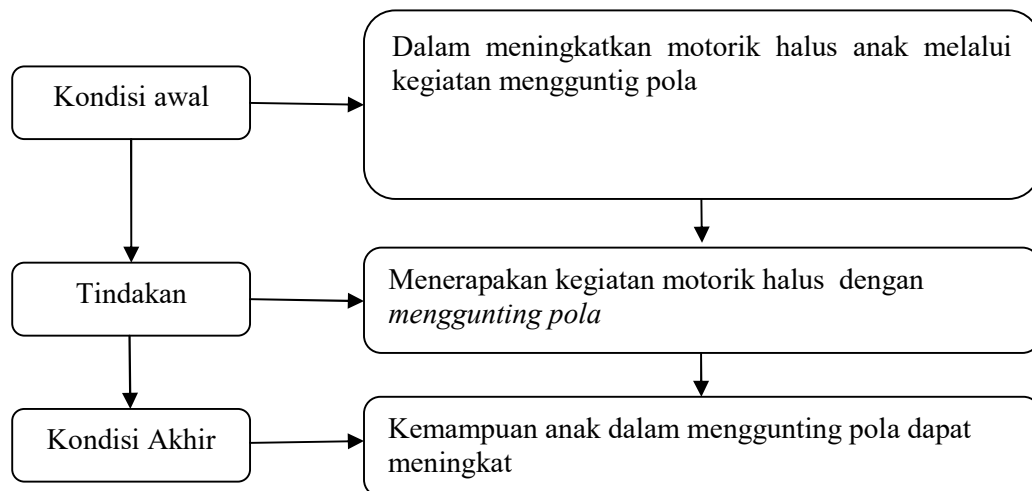 Dalam meningkatkan motorik halus anak melalui
kegiatan mengguntig pola
Kondisi awal
Tindakan
Menerapakan kegiatan motorik halus dengan
menggunting pola
Kondisi Akhir
Kemampuan anak dalam menggunting pola dapat
meningkat